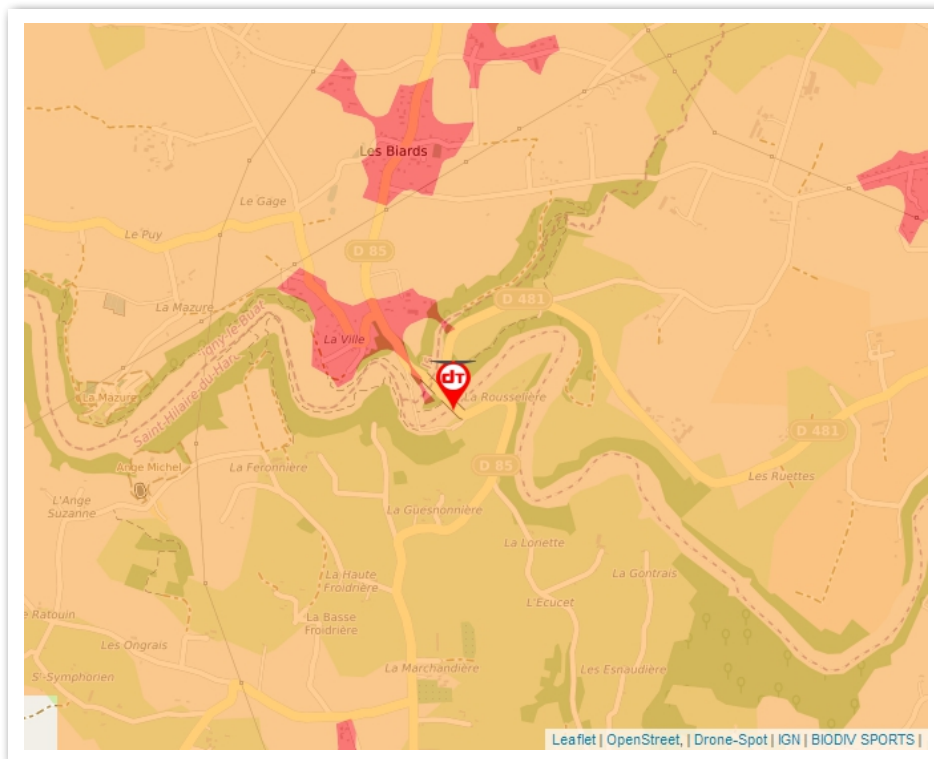 Les Biards
Le Gage
Le Puy
D 85
La Mazure
D 481
Isigny-le-Buat
Saint-Hilaire-du-Har
La Ville
dT
La Mazure
La Rousselière
D 481
Ange Michel
La Feronnière
D 85
Les Ruettes
L'Ange
Suzanne
La Guesnonnière
La Loriette
La Haute
Froidrière
La Gontrais
L'Ecucet
e Ratouin
La Basse
Froidrière
Les Ongrais
La Marchandière
Les Esnaudière
S'-Symphorien
Leaflet | OpenStreet, | Drone-Spot | IGN | BIODIV SPORTS |